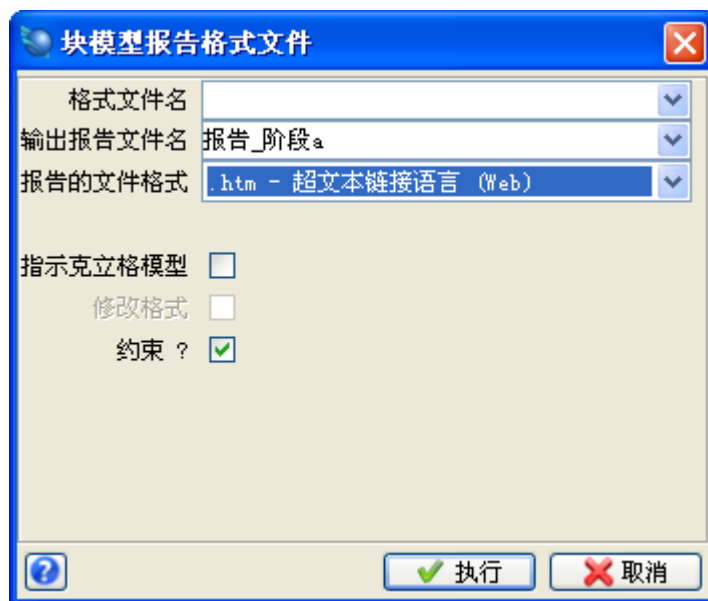 块模型报告格式文件
格式文件名
输出报告文件名 报告_阶段a
报告的文件格式 .htm - 超文本链接语言 (Web)
指示克立格模型
修改格式
约束 ?
? 执行 取消